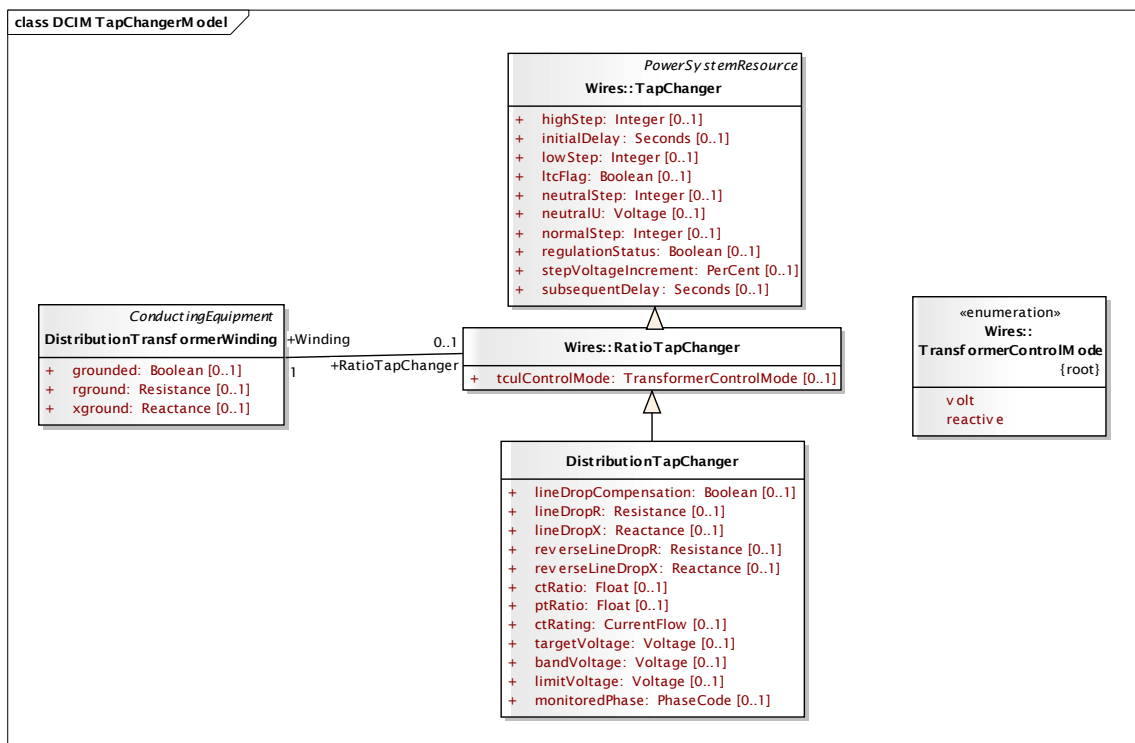 class DCIM TapChangerModel
PowerSystemResource
Wires::TapChanger
+ highStep: Integer [0..1]
+ initialDelay: Seconds [0..1]
+ lowStep: Integer [0..1]
+ ltcFlag: Boolean [0..1]
+ neutralStep: Integer [0..1]
+ neutralU: Voltage [0..1]
+ normalStep: Integer [0..1]
+ regulationStatus: Boolean [0..1]
+ stepVoltageIncrement: PerCent [0..1]
+ subsequentDelay: Seconds [0..1]
ConductingEquipment
DistributionTransformerWinding
+ grounded: Boolean [0..1]
+ rground: Resistance [0..1]
+ xground: Reactance [0..1]
+Winding
1
0..1
+RatioTapChanger
Wires::RatioTapChanger
+ tculControlMode: TransformerControlMode [0..1]
«enumeration»
Wires::
TransformerControlMode
{root}
volt
reactive
DistributionTapChanger
+ lineDropCompensation: Boolean [0..1]
+ lineDropR: Resistance [0..1]
+ lineDropX: Reactance [0..1]
+ reverseLineDropR: Resistance [0..1]
+ reverseLineDropX: Reactance [0..1]
+ ctRatio: Float [0..1]
+ ptRatio: Float [0..1]
+ ctRating: CurrentFlow [0..1]
+ targetVoltage: Voltage [0..1]
+ bandVoltage: Voltage [0..1]
+ limitVoltage: Voltage [0..1]
+ monitoredPhase: PhaseCode [0..1]